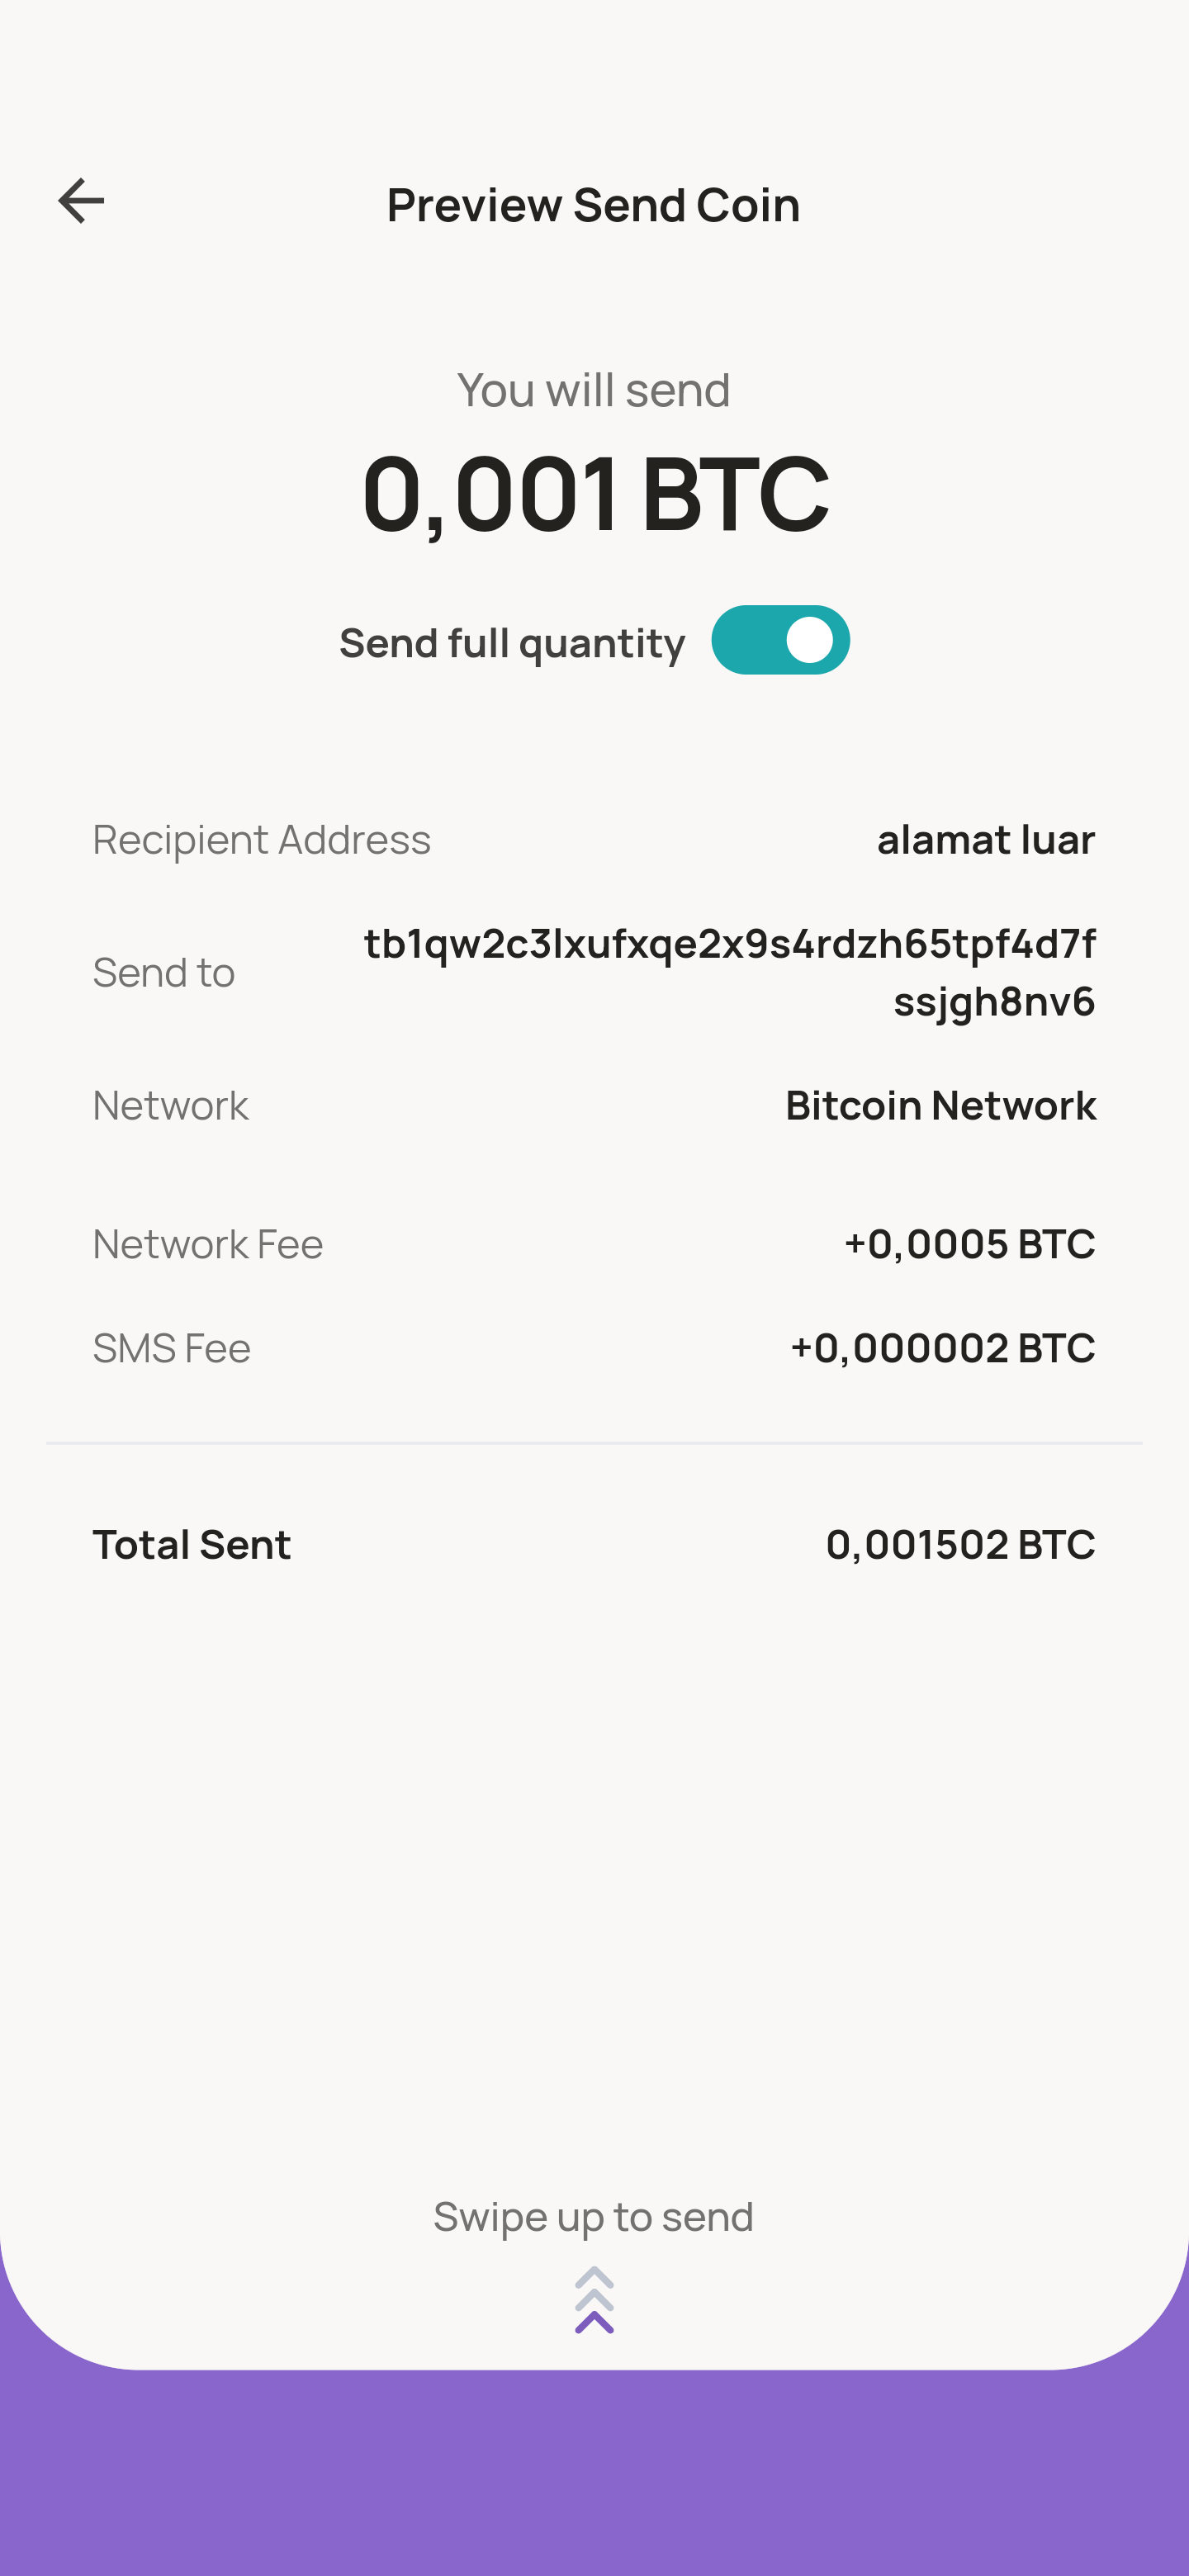 Preview Send Coin
You will send
0,001 BTC
Send full quantity
Recipient Address alamat luar
Send to tb1qw2c3lxufxqe2x9s4rdzh65tpf4d7f
ssjgh8nv6
Network Bitcoin Network
Network Fee +0,0005 BTC
SMS Fee +0,000002 BTC
Total Sent 0,001502 BTC
Swipe up to send